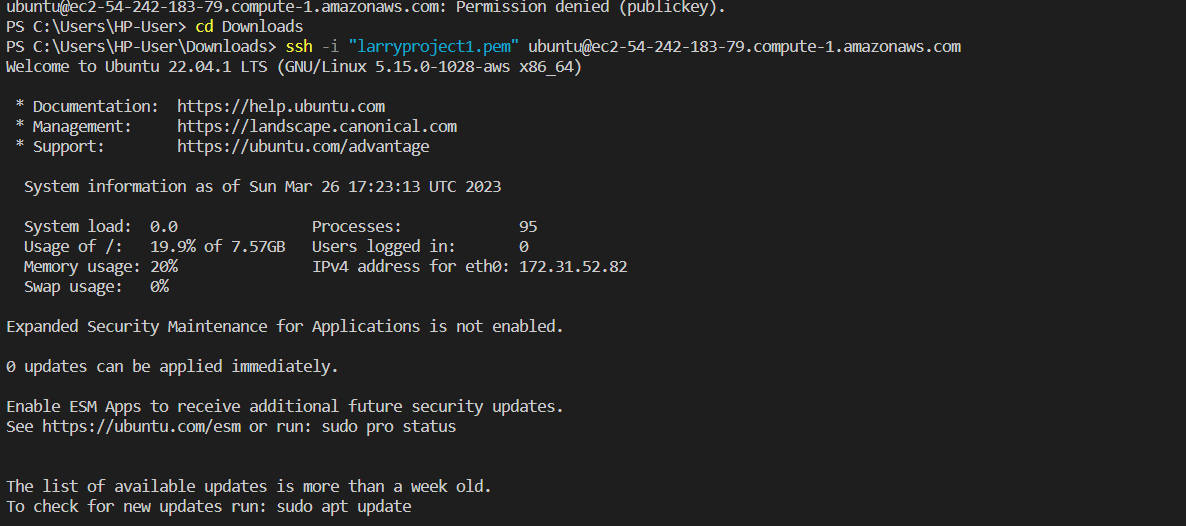 ubuntu@ec2-54-242-183-79.compute-1.amazonaws.com: Permission denied (publickey).
PS C:\Users\HP-User> cd Downloads
PS C:\Users\HP-User\Downloads> ssh -i "larryproject1.pem" ubuntu@ec2-54-242-183-79.compute-1.amazonaws.com
Welcome to Ubuntu 22.04.1 LTS (GNU/Linux 5.15.0-1028-aws x86_64)
* Documentation: https://help.ubuntu.com
* Management: https://landscape.canonical.com
* Support: https://ubuntu.com/advantage
System information as of Sun Mar 26 17:23:13 UTC 2023
System load: 0.0 Processes: 95
Usage of /: 19.9% of 7.57GB Users logged in: 0
Memory usage: 20% IPv4 address for eth0: 172.31.52.82
Swap usage: 0%
Expanded Security Maintenance for Applications is not enabled.
0 updates can be applied immediately.
Enable ESM Apps to receive additional future security updates.
See https://ubuntu.com/esm or run: sudo pro status
The list of available updates is more than a week old.
To check for new updates run: sudo apt update